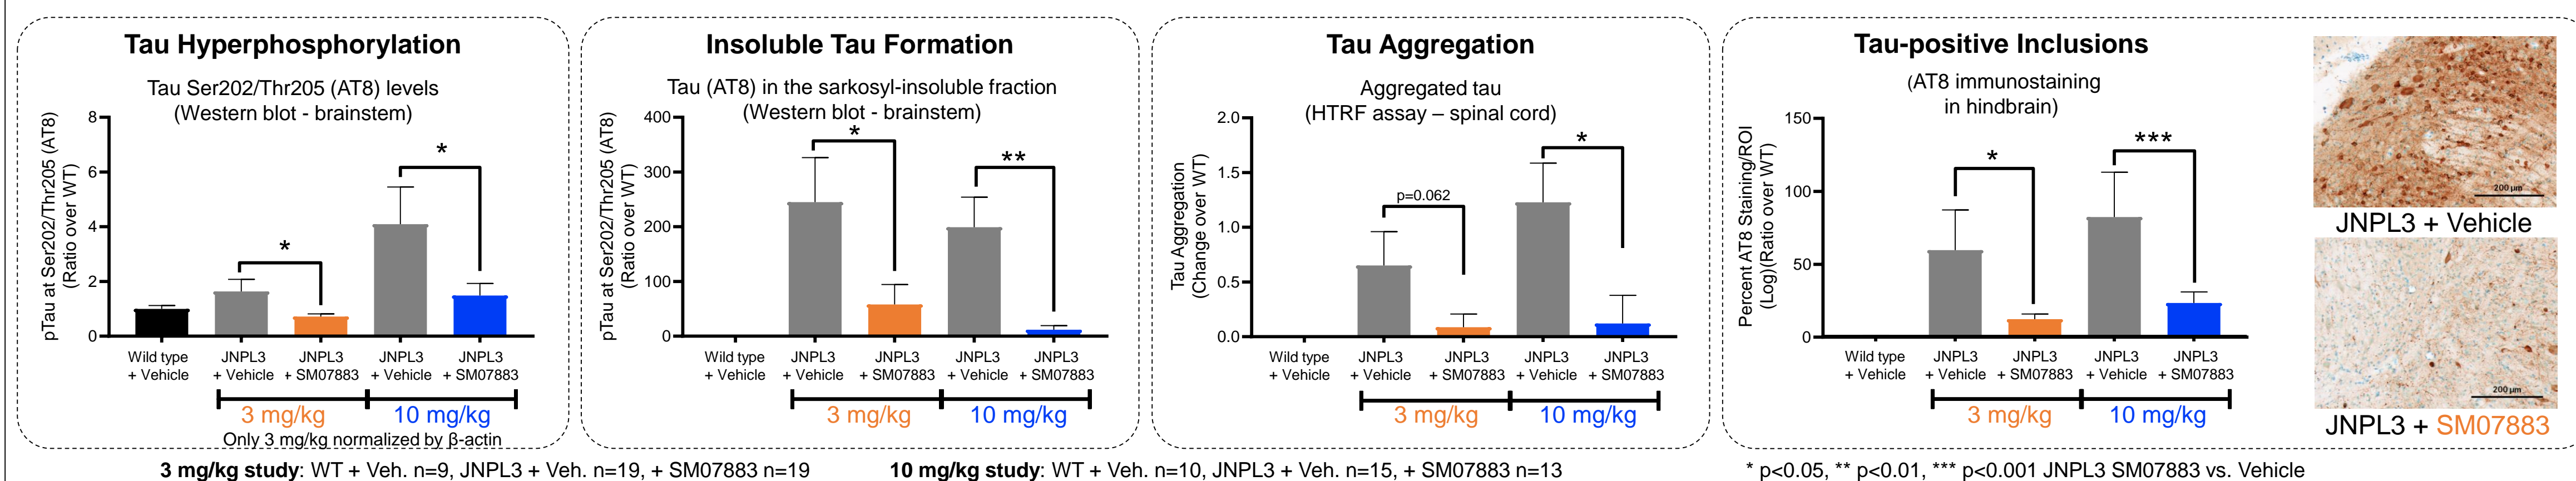 Tau Hyperphosphorylation
Tau Ser202/Thr205 (AT8) levels
(Western blot - brainstem)
pTau at Ser202/Thr205 (AT8)
(Ratio over WT)
8
6
4
2
0
*
*
Wild type
+ Vehicle
JNPL3
+ Vehicle
JNPL3
+ SM07883
JNPL3
+ Vehicle
JNPL3
+ SM07883
3 mg/kg
10 mg/kg
Only 3 mg/kg normalized by β-actin
Insoluble Tau Formation
Tau (AT8) in the sarkosyl-insoluble fraction
(Western blot - brainstem)
pTau at Ser202/Thr205 (AT8)
(Ratio over WT)
400
300
200
100
0
*
**
Wild type
+ Vehicle
JNPL3
+ Vehicle
JNPL3
+ SM07883
JNPL3
+ Vehicle
JNPL3
+ SM07883
3 mg/kg
10 mg/kg
Tau Aggregation
Aggregated tau
(HTRF assay – spinal cord)
Tau Aggregation
(Change over WT)
2.0
1.5
1.0
0.5
0.0
p=0.062
*
Wild type
+ Vehicle
JNPL3
+ Vehicle
JNPL3
+ SM07883
JNPL3
+ Vehicle
JNPL3
+ SM07883
3 mg/kg
10 mg/kg
Tau-positive Inclusions
(AT8 immunostaining
in hindbrain)
Percent AT8 Staining/ROI
(Log)(Ratio over WT)
150
100
50
0
*
***
Wild type
+ Vehicle
JNPL3
+ Vehicle
JNPL3
+ SM07883
JNPL3
+ Vehicle
JNPL3
+ SM07883
3 mg/kg
10 mg/kg
200 µm
JNPL3 + Vehicle
200 µm
JNPL3 + SM07883
3 mg/kg study: WT + Veh. n=9, JNPL3 + Veh. n=19, + SM07883 n=19
10 mg/kg study: WT + Veh. n=10, JNPL3 + Veh. n=15, + SM07883 n=13
* p<0.05, ** p<0.01, *** p<0.001 JNPL3 SM07883 vs. Vehicle